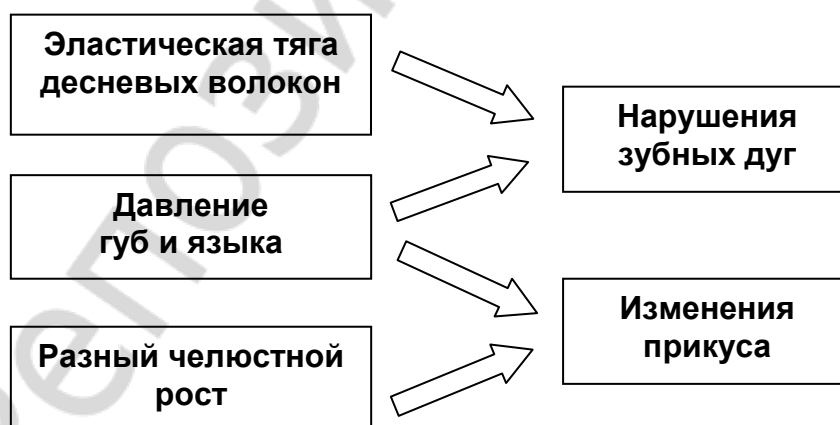 Эластическая тяга
десневых волокон
Нарушения
зубных дуг
Давление
губ и языка
Изменения
прикуса
Разный челюстной
рост